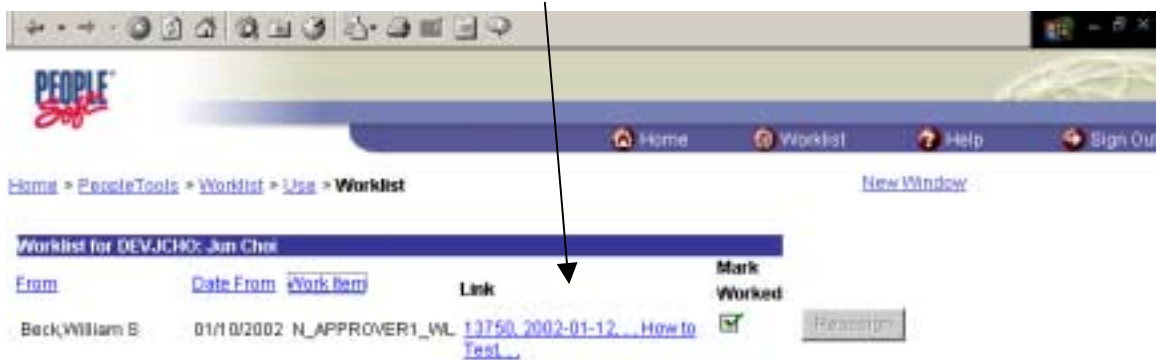 PEOPLE
Soft
Home Worklist Help Sign Out
Home > PeopleTools > Worklist > Use > Worklist New Window
Worklist for DEVJCHO: Jun Choi
From Date From Work Item Link Mark Worked
Beck,William S 01/10/2002 N_APPROVER1_WL 13750, 2002-01-12, , , How to
Test, , , Reassign